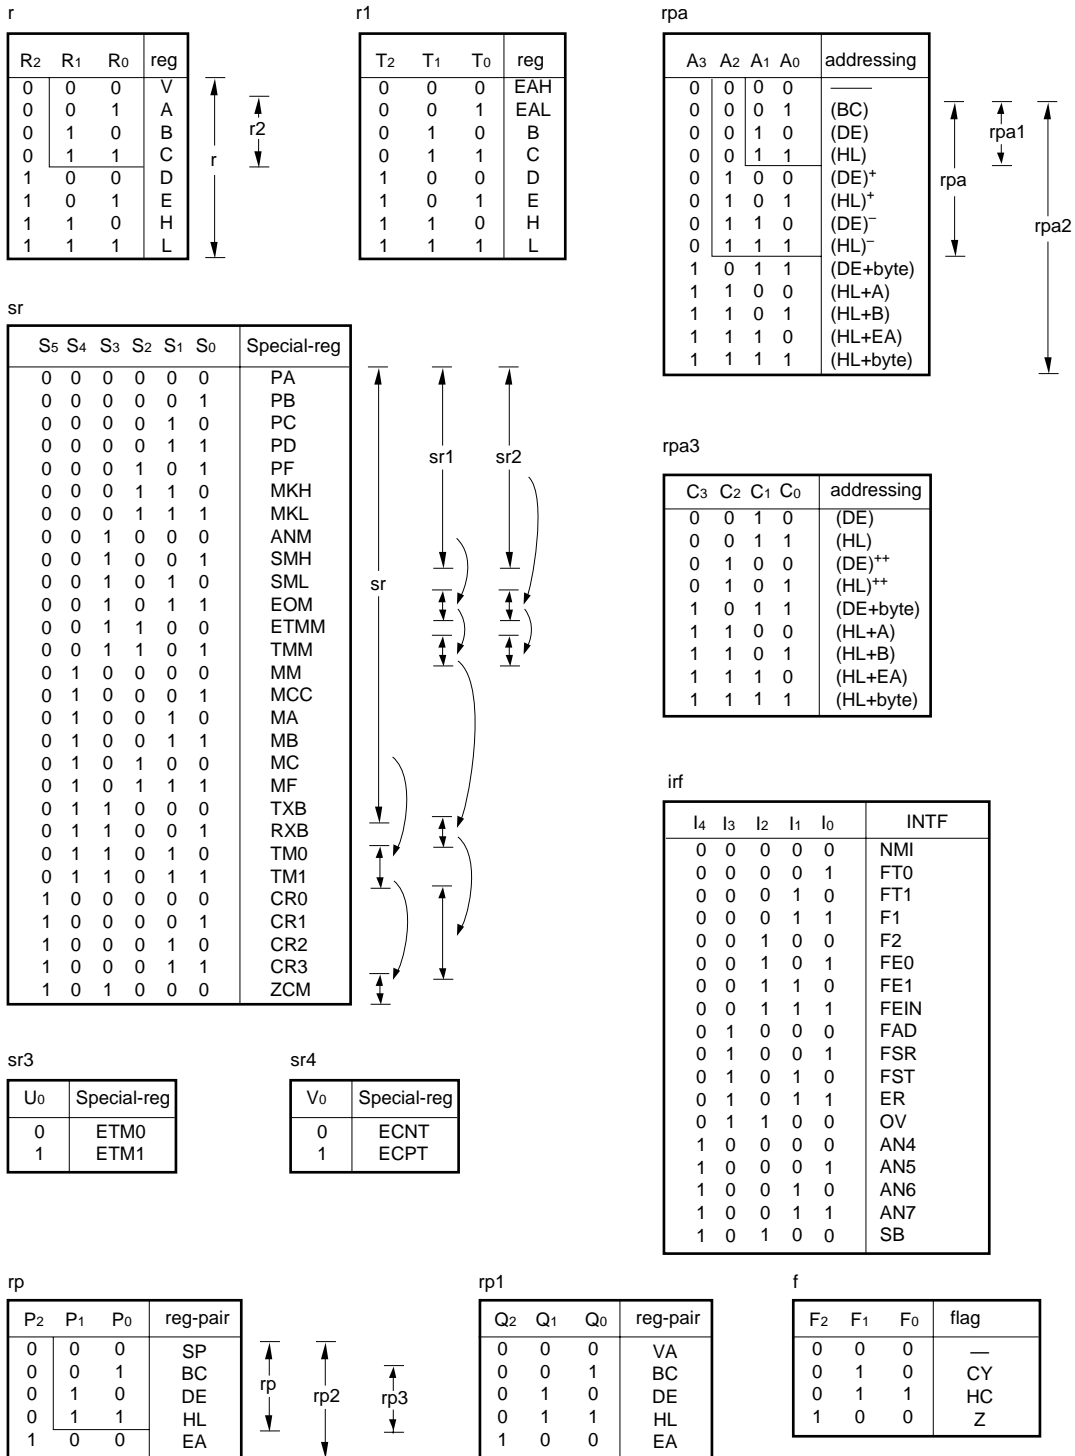 r
R2 R1 R0 reg
0 0 0 V
0 0 1 A
0 1 0 B
0 1 1 C
1 0 0 D
1 0 1 E
1 1 0 H
1 1 1 L
r2
r
r1
T2 T1 T0 reg
0 0 0 EAH
0 0 1 EAL
0 1 0 B
0 1 1 C
1 0 0 D
1 0 1 E
1 1 0 H
1 1 1 L
rpa
A3 A2 A1 A0 addressing
0 0 0 0 —
0 0 0 1 (BC)
0 0 1 0 (DE)
0 0 1 1 (HL)
0 1 0 0 (DE)+
0 1 0 1 (HL)+
0 1 1 0 (DE)–
0 1 1 1 (HL)–
1 0 1 1 (DE+byte)
1 1 0 0 (HL+A)
1 1 0 1 (HL+B)
1 1 1 0 (HL+EA)
1 1 1 1 (HL+byte)
rpa1
rpa
rpa2
sr
S5 S4 S3 S2 S1 S0 Special-reg
0 0 0 0 0 0 PA
0 0 0 0 0 1 PB
0 0 0 0 1 0 PC
0 0 0 0 1 1 PD
0 0 0 1 0 1 PF
0 0 0 1 1 0 MKH
0 0 0 1 1 1 MKL
0 0 1 0 0 0 ANM
0 0 1 0 0 1 SMH
0 0 1 0 1 0 SML
0 0 1 0 1 1 EOM
0 0 1 1 0 0 ETMM
0 0 1 1 0 1 TMM
0 1 0 0 0 0 MM
0 1 0 0 0 1 MCC
0 1 0 0 1 0 MA
0 1 0 0 1 1 MB
0 1 0 1 0 0 MC
0 1 0 1 1 1 MF
0 1 1 0 0 0 TXB
0 1 1 0 0 1 RXB
0 1 1 0 1 0 TM0
0 1 1 0 1 1 TM1
1 0 0 0 0 0 CR0
1 0 0 0 0 1 CR1
1 0 0 0 1 0 CR2
1 0 0 0 1 1 CR3
1 0 1 0 0 0 ZCM
sr
sr1
sr2
rpa3
C3 C2 C1 C0 addressing
0 0 1 0 (DE)
0 0 1 1 (HL)
0 1 0 0 (DE)++
0 1 0 1 (HL)++
1 0 1 1 (DE+byte)
1 1 0 0 (HL+A)
1 1 0 1 (HL+B)
1 1 1 0 (HL+EA)
1 1 1 1 (HL+byte)
irf
I4 I3 I2 I1 I0 INTF
0 0 0 0 0 NMI
0 0 0 0 1 FT0
0 0 0 1 0 FT1
0 0 0 1 1 F1
0 0 1 0 0 F2
0 0 1 0 1 FE0
0 0 1 1 0 FE1
0 0 1 1 1 FEIN
0 1 0 0 0 FAD
0 1 0 0 1 FSR
0 1 0 1 0 FST
0 1 0 1 1 ER
0 1 1 0 0 OV
1 0 0 0 0 AN4
1 0 0 0 1 AN5
1 0 0 1 0 AN6
1 0 0 1 1 AN7
1 0 1 0 0 SB
sr3
U0 Special-reg
0 ETM0
1 ETM1
sr4
V0 Special-reg
0 ECNT
1 ECPT
rp
P2 P1 P0 reg-pair
0 0 0 SP
0 0 1 BC
0 1 0 DE
0 1 1 HL
1 0 0 EA
rp
rp2
rp3
rp1
Q2 Q1 Q0 reg-pair
0 0 0 VA
0 0 1 BC
0 1 0 DE
0 1 1 HL
1 0 0 EA
f
F2 F1 F0 flag
0 0 0 —
0 1 0 CY
0 1 1 HC
1 0 0 Z